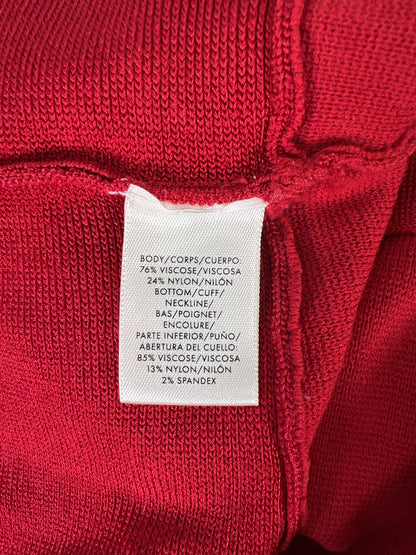 BODY/CORPS/CUERPO:
76% VISCOSE/VISCOSA
24% NYLON/NILÓN
BOTTOM/CUFF/
NECKLINE/
BAS/POIGNET/
ENCOLURE/
PARTE INFERIOR/PUÑO/
ABERTURA DEL CUELLO:
85% VISCOSE/VISCOSA
13% NYLON/NILÓN
2% SPANDEX